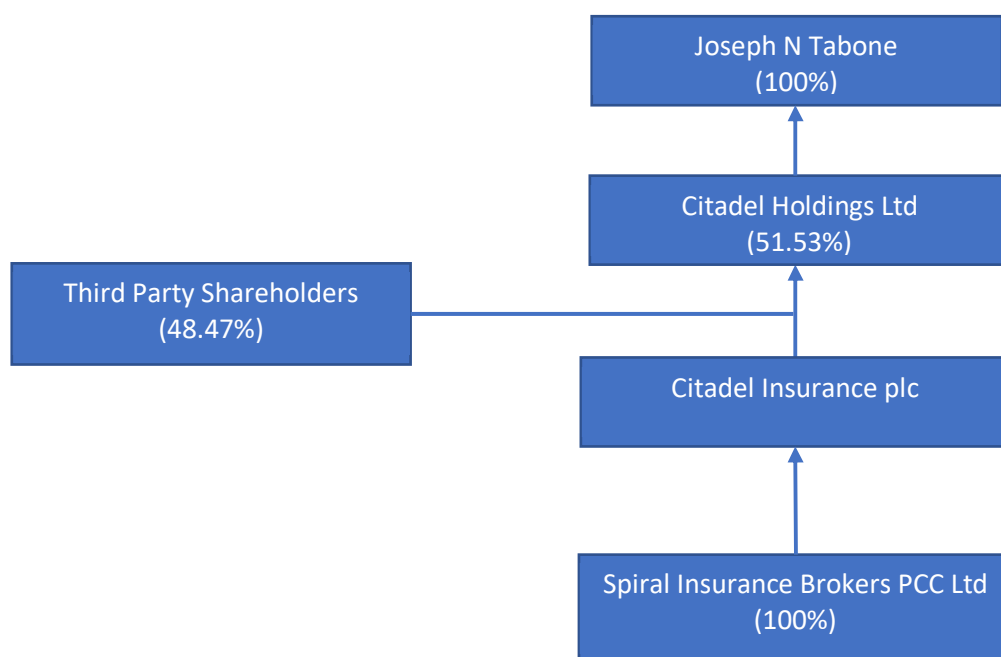 Joseph N Tabone
(100%)
Citadel Holdings Ltd
(51.53%)
Third Party Shareholders
(48.47%)
Citadel Insurance plc
Spiral Insurance Brokers PCC Ltd
(100%)